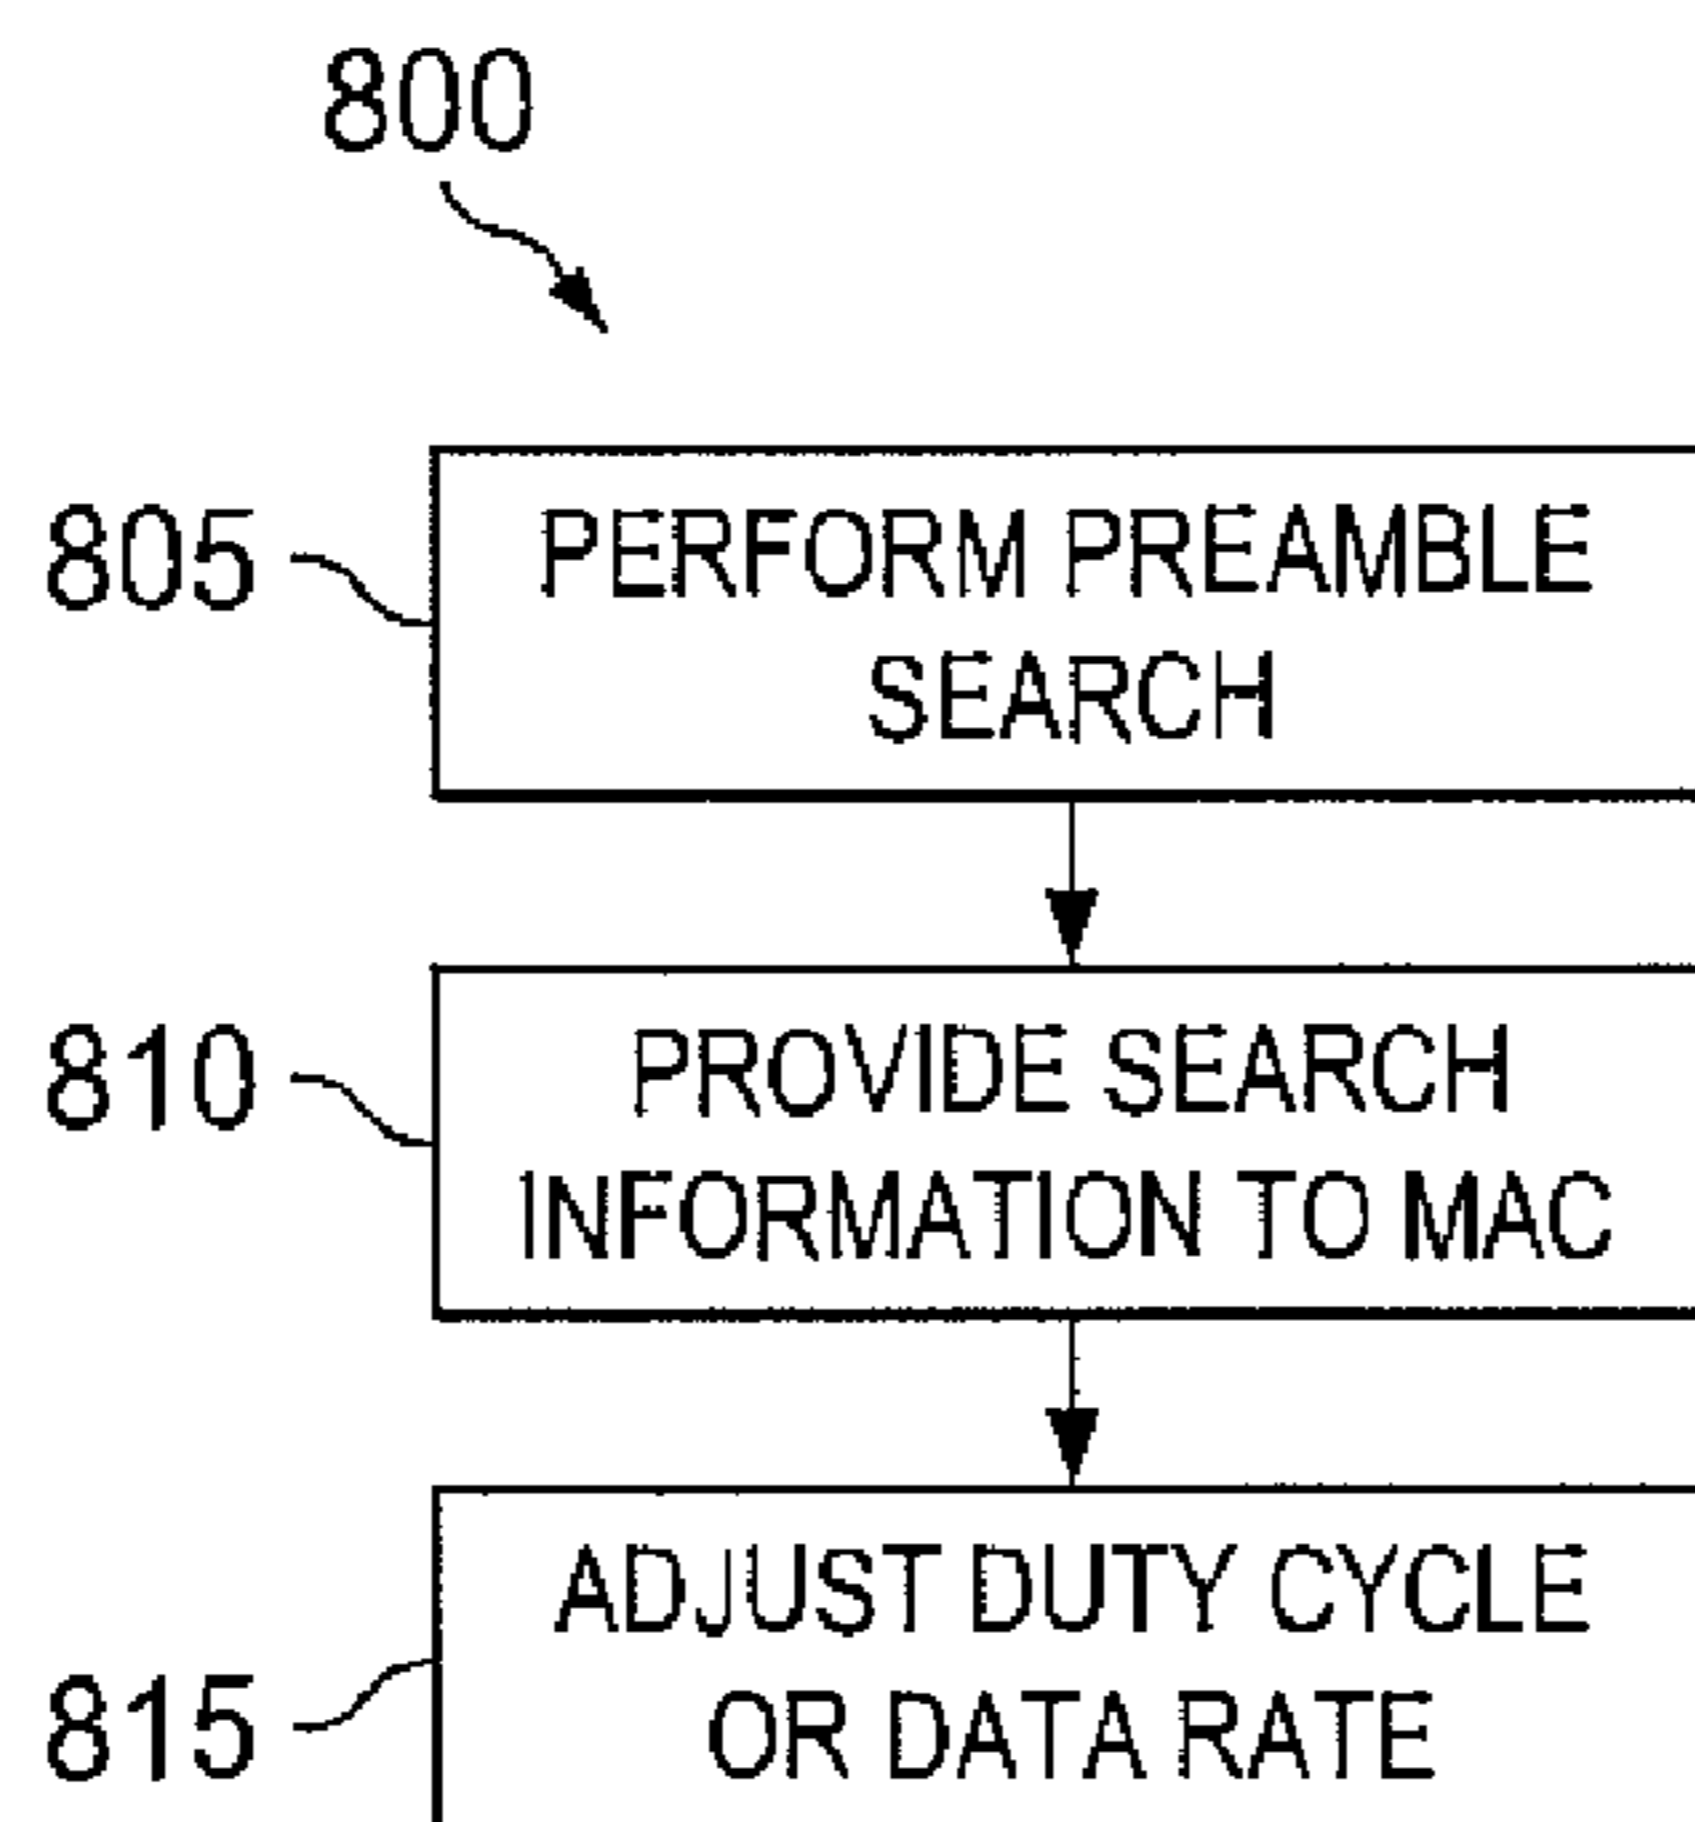 800
805
PERFORM PREAMBLE
SEARCH
810
PROVIDE SEARCH
INFORMATION TO MAC
815
ADJUST DUTY CYCLE
OR DATA RATE